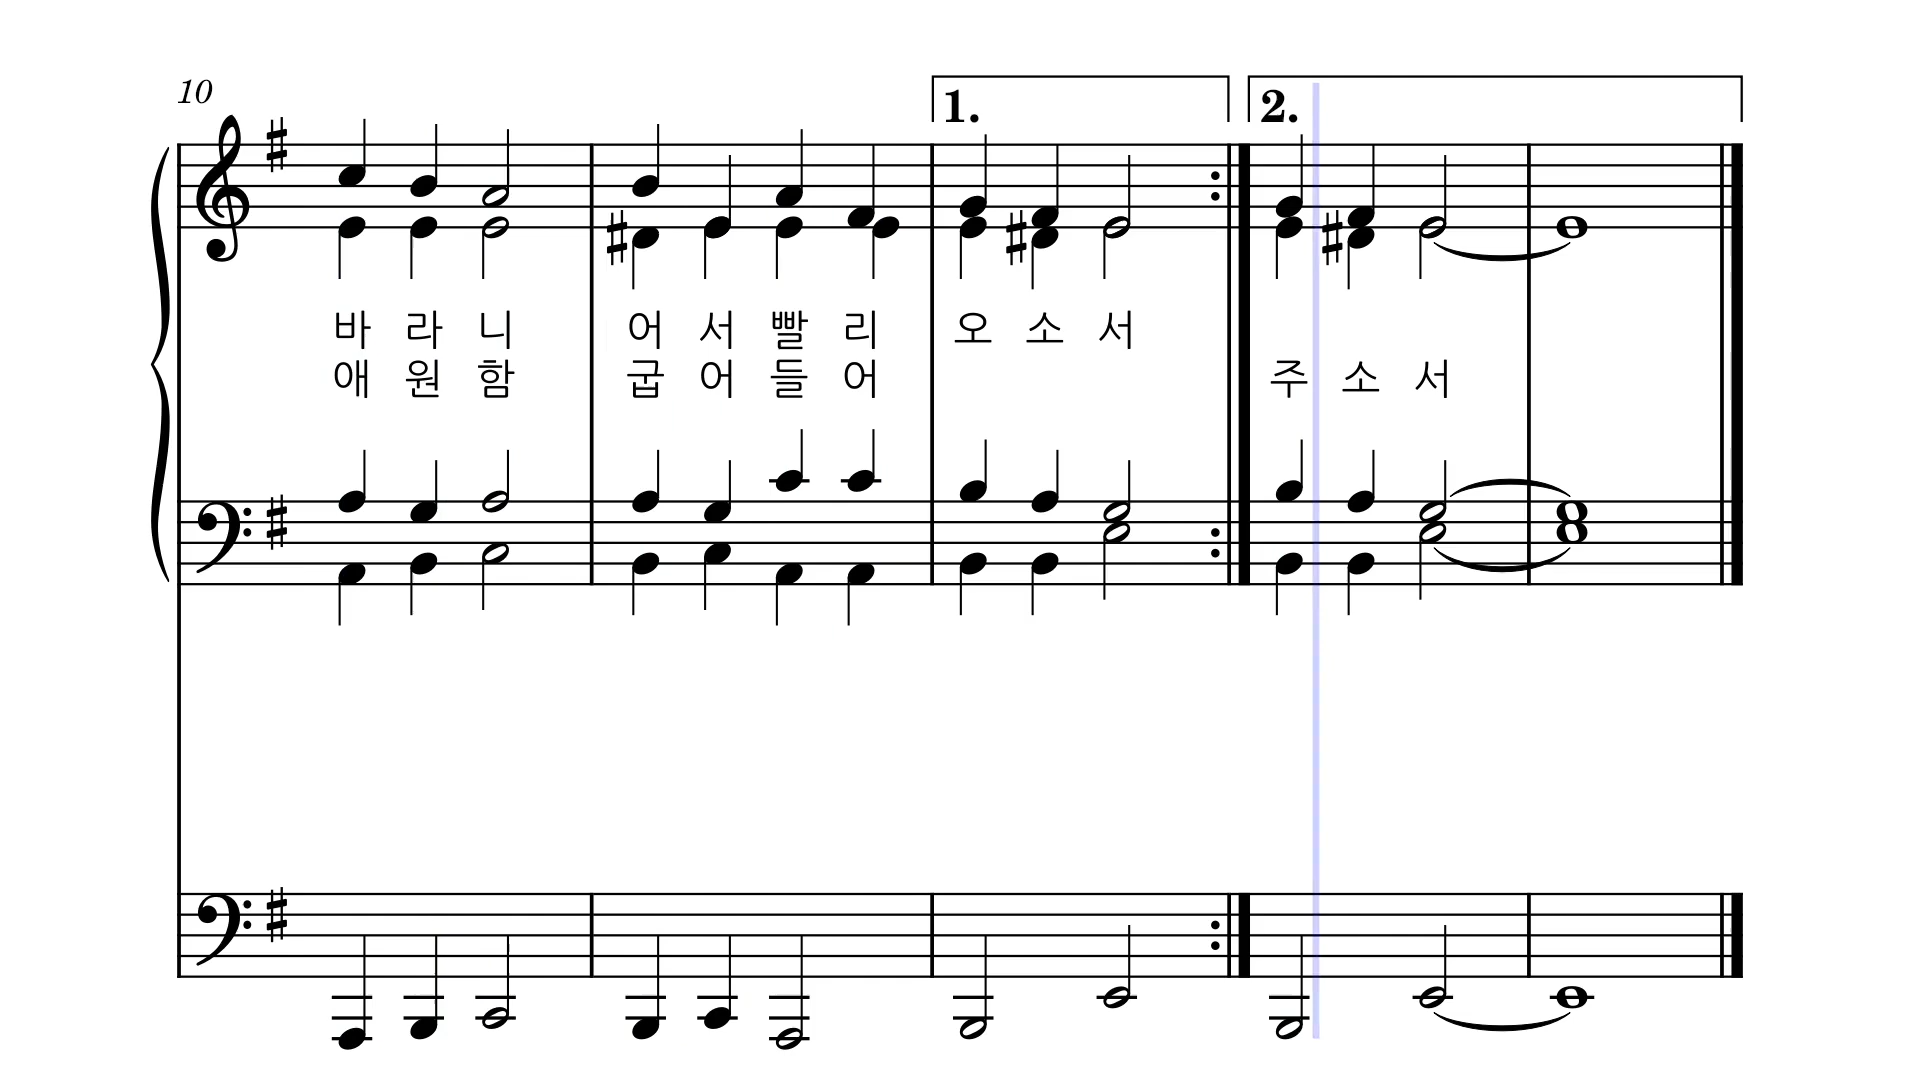 10
1.
2.
바 라 니 어 서 빨 리 오 소 서
애 원 함 굽 어 들 어 주 소 서